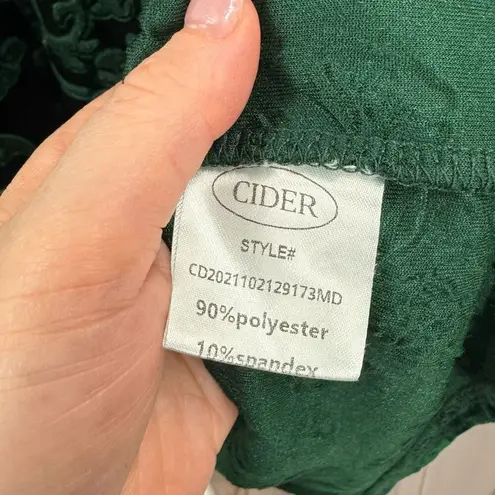 CIDER
STYLE#
CD2021102129173MD
90%polyester
10%spandex